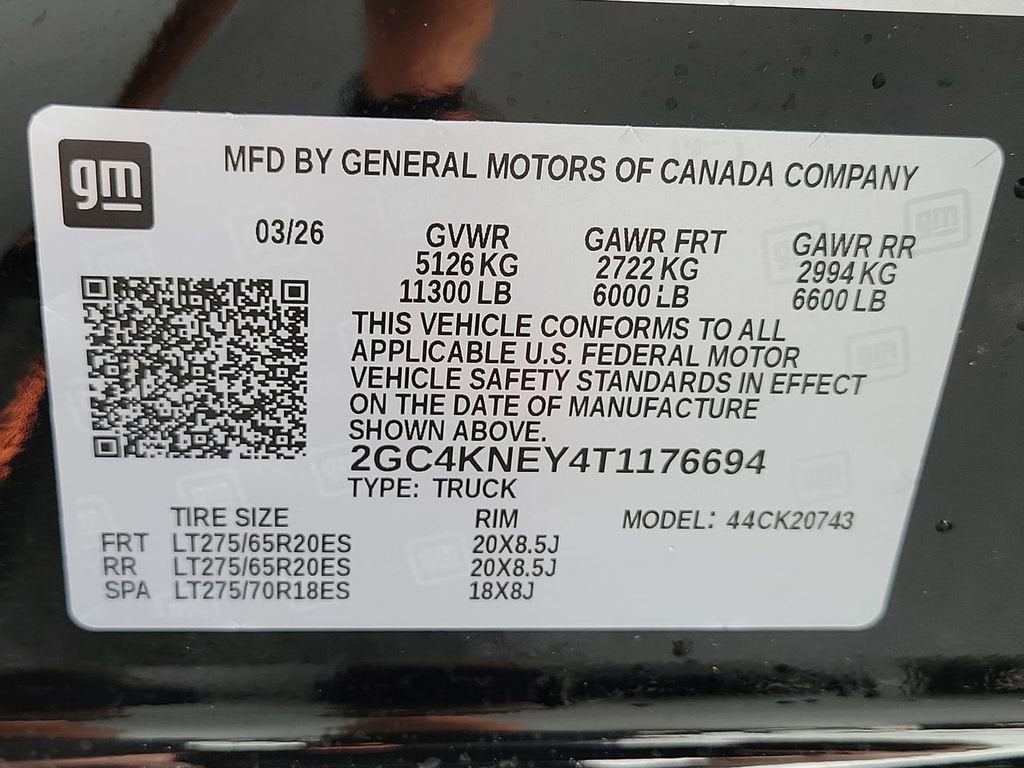 gm
MFD BY GENERAL MOTORS OF CANADA COMPANY
03/26 GVWR GAWR FRT GAWR RR
5126 KG 2722 KG 2994 KG
11300 LB 6000 LB 6600 LB
THIS VEHICLE CONFORMS TO ALL
APPLICABLE U.S. FEDERAL MOTOR
VEHICLE SAFETY STANDARDS IN EFFECT
ON THE DATE OF MANUFACTURE
SHOWN ABOVE.
2GC4KNEY4T1176694
TYPE: TRUCK
TIRE SIZE RIM MODEL: 44CK20743
FRT LT275/65R20ES 20X8.5J
RR LT275/65R20ES 20X8.5J
SPA LT275/70R18ES 18X8J